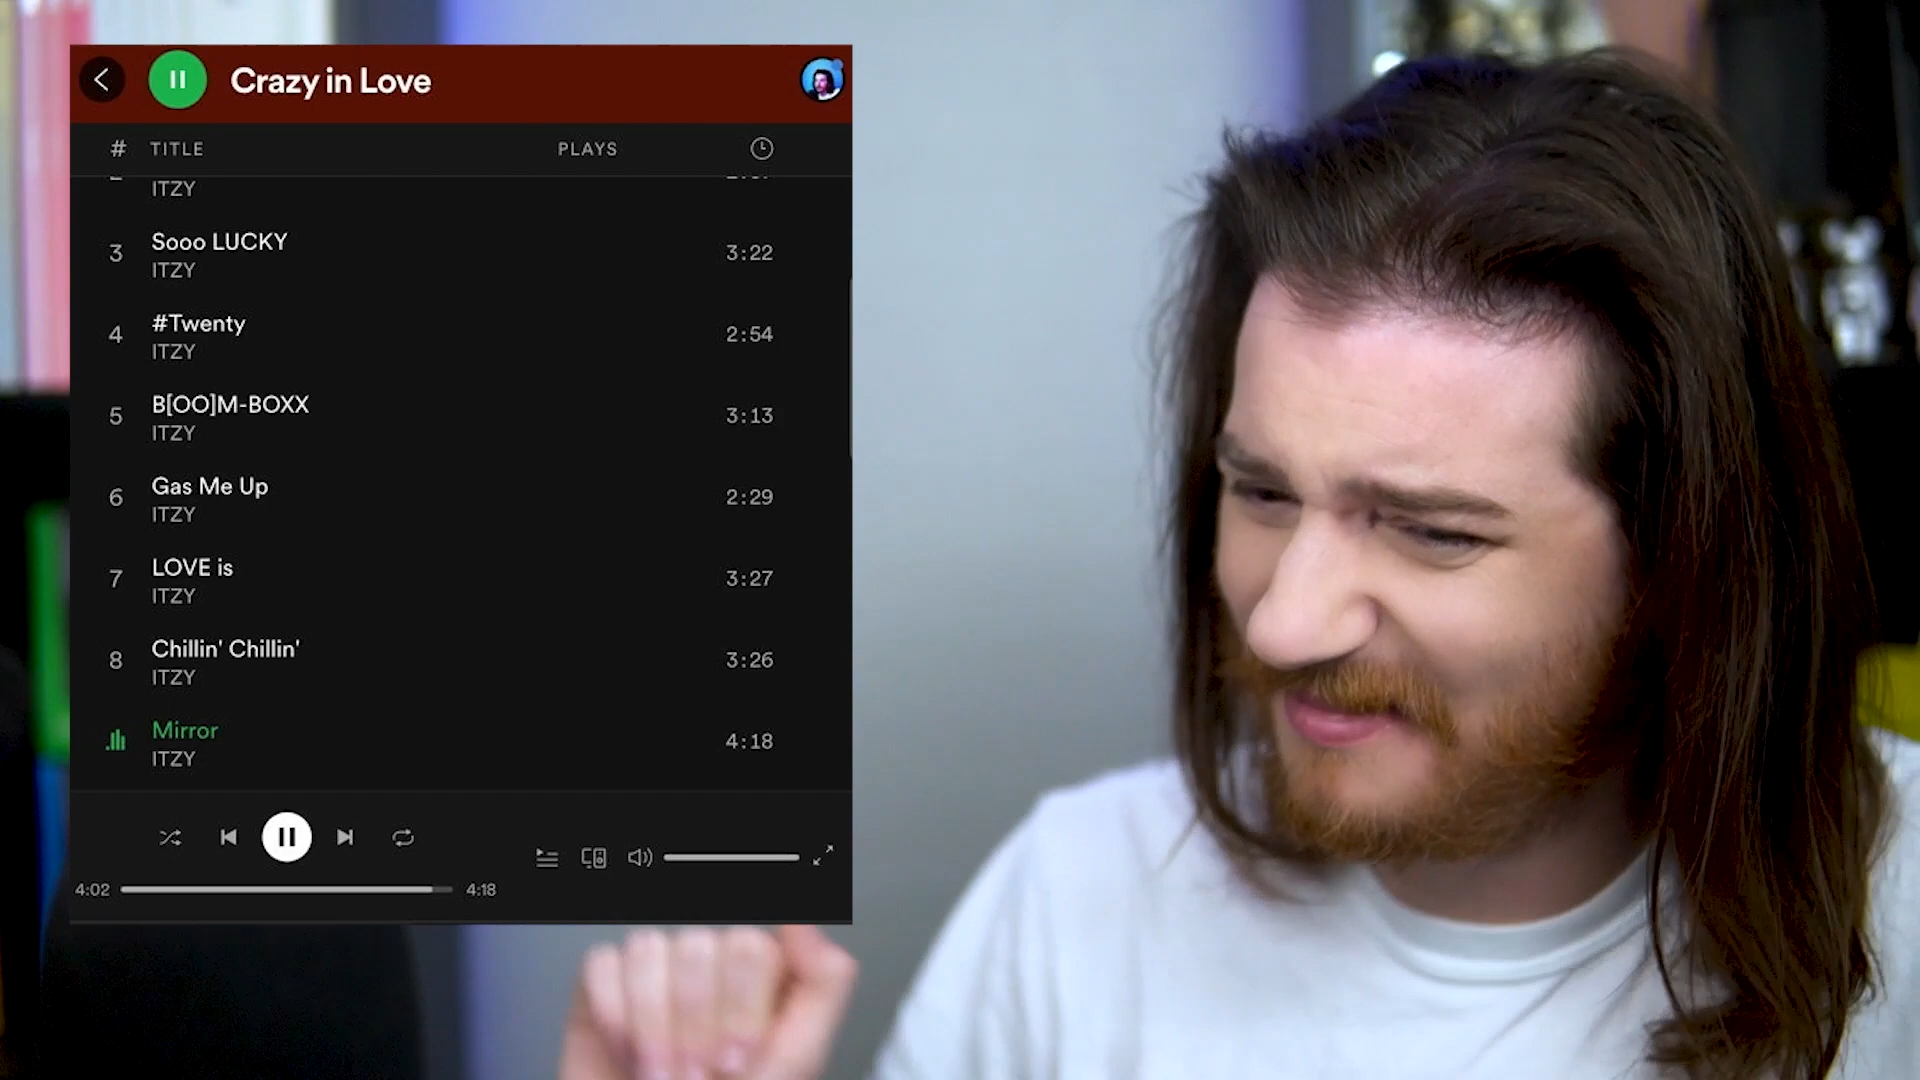 Crazy in Love
# TITLE PLAYS
ITZY
3 Sooo LUCKY 3:22
ITZY
4 #Twenty 2:54
ITZY
5 B[OO]M-BOXX 3:13
ITZY
6 Gas Me Up 2:29
ITZY
7 LOVE is 3:27
ITZY
8 Chillin' Chillin' 3:26
ITZY
Mirror 4:18
ITZY
4:02 4:18